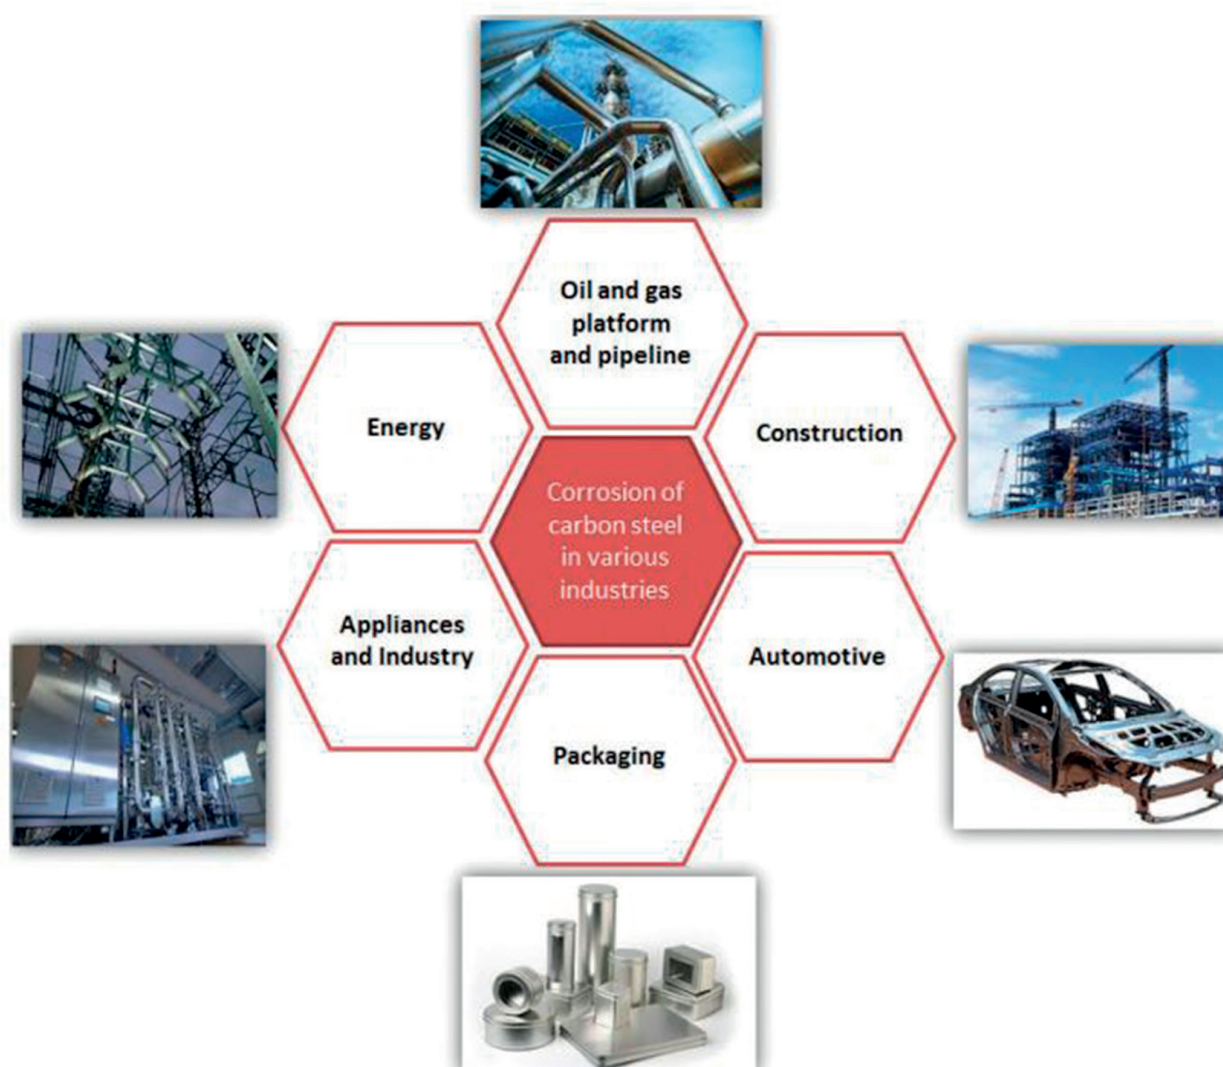 Oil and gas
platform
and pipeline
Energy
Construction
Corrosion of
carbon steel
in various
industries
Appliances
and Industry
Automotive
Packaging